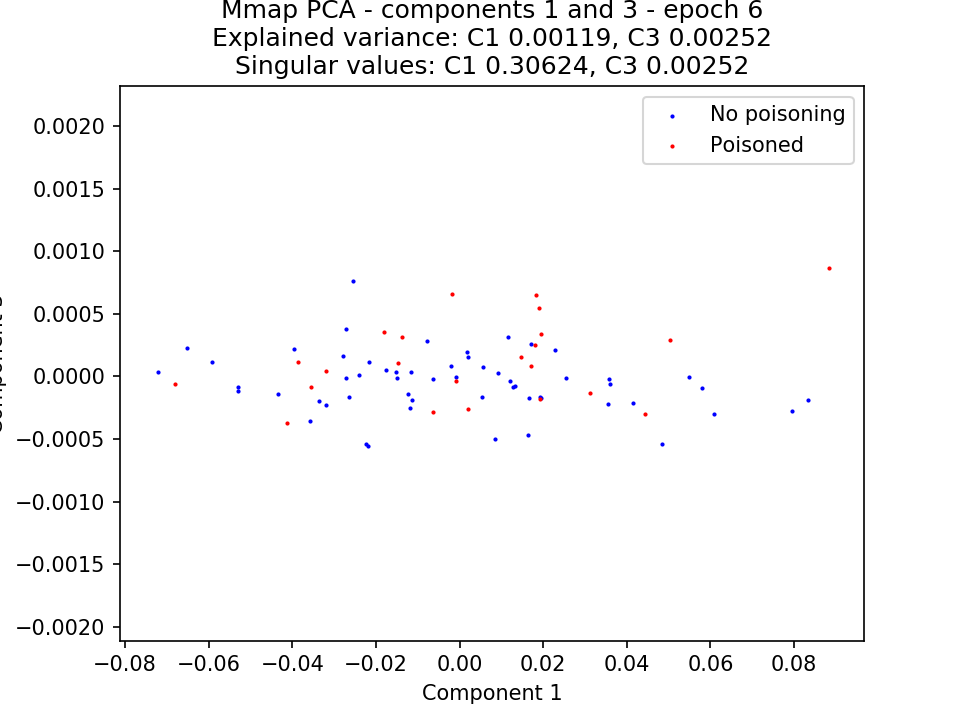 Mmap PCA - components 1 and 3 - epoch 6
Explained variance: C1 0.00119, C3 0.00252
Singular values: C1 0.30624, C3 0.00252
No poisoning
Poisoned
0.0020
0.0015
0.0010
0.0005
0.0000
−0.0005
−0.0010
−0.0015
−0.0020
−0.08 −0.06 −0.04 −0.02 0.00 0.02 0.04 0.06 0.08
Component 1